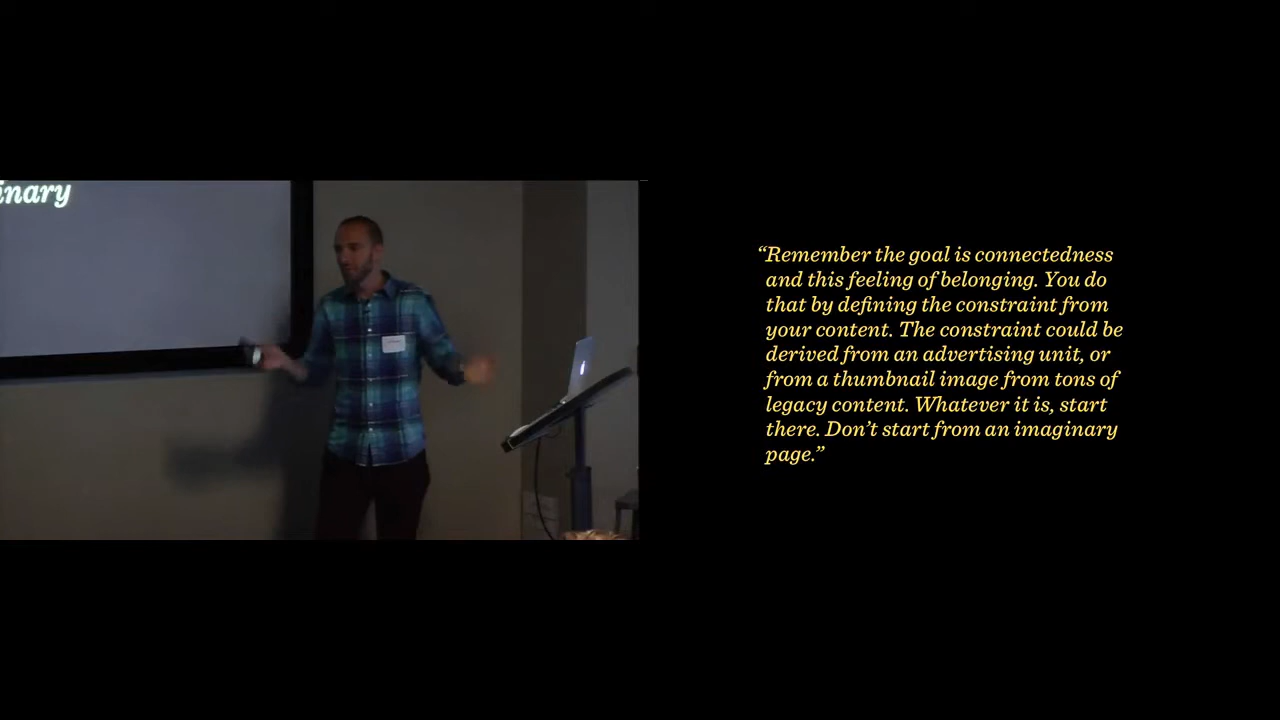 “Remember the goal is connectedness
and this feeling of belonging. You do
that by defining the constraint from
your content. The constraint could be
derived from an advertising unit, or
from a thumbnail image from tons of
legacy content. Whatever it is, start
there. Don’t start from an imaginary
page.”